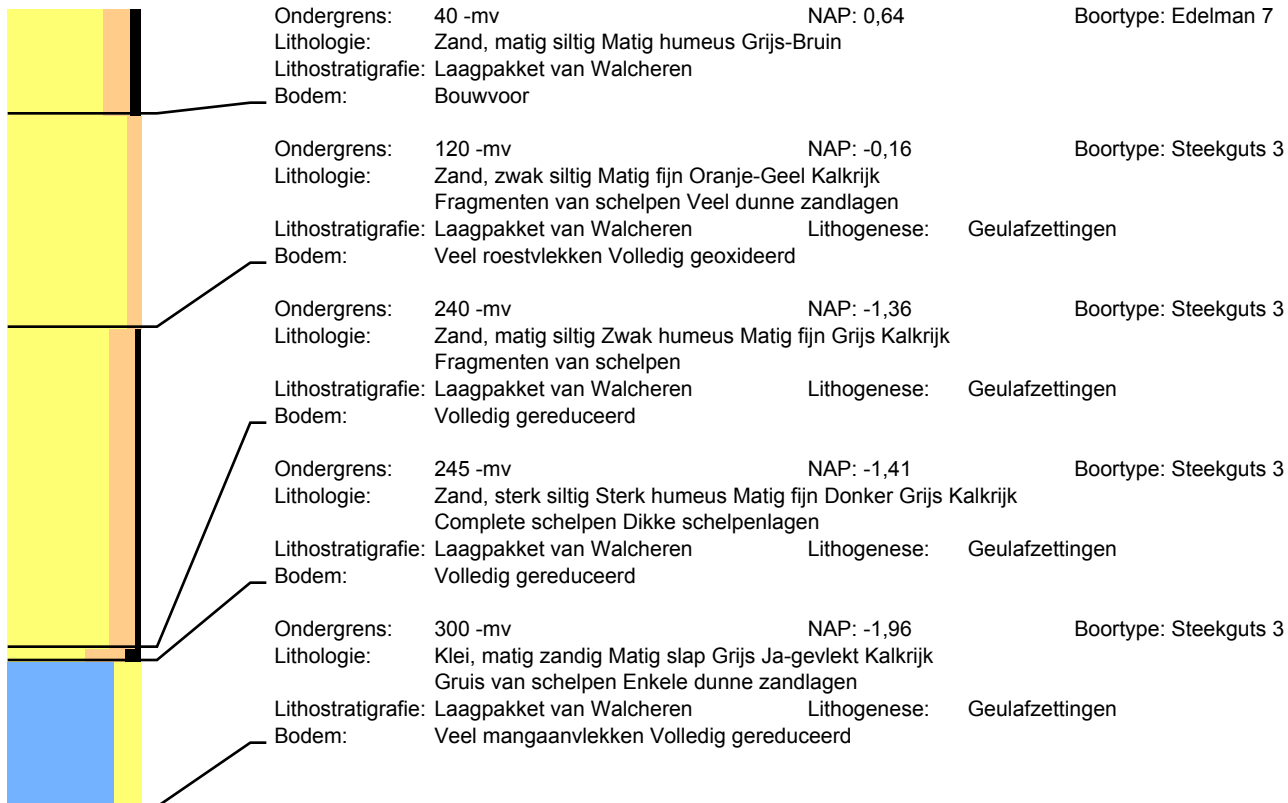 Ondergrens: 40 -mv NAP: 0,64 Boortype: Edelman 7
Lithologie: Zand, matig siltig Matig humeus Grijs-Bruin
Lithostratigrafie: Laagpakket van Walcheren
Bodem: Bouwvoor
Ondergrens: 120 -mv NAP: -0,16 Boortype: Steekguts 3
Lithologie: Zand, zwak siltig Matig fijn Oranje-Geel Kalkrijk
Fragmenten van schelpen Veel dunne zandlagen
Lithostratigrafie: Laagpakket van Walcheren Lithogenese: Geulafzettingen
Bodem: Veel roestvlekken Volledig geoxideerd
Ondergrens: 240 -mv NAP: -1,36 Boortype: Steekguts 3
Lithologie: Zand, matig siltig Zwak humeus Matig fijn Grijs Kalkrijk
Fragmenten van schelpen
Lithostratigrafie: Laagpakket van Walcheren Lithogenese: Geulafzettingen
Bodem: Volledig gereduceerd
Ondergrens: 245 -mv NAP: -1,41 Boortype: Steekguts 3
Lithologie: Zand, sterk siltig Sterk humeus Matig fijn Donker Grijs Kalkrijk
Complete schelpen Dikke schelpenlagen
Lithostratigrafie: Laagpakket van Walcheren Lithogenese: Geulafzettingen
Bodem: Volledig gereduceerd
Ondergrens: 300 -mv NAP: -1,96 Boortype: Steekguts 3
Lithologie: Klei, matig zandig Matig slap Grijs Ja-gevlekt Kalkrijk
Gruis van schelpen Enkele dunne zandlagen
Lithostratigrafie: Laagpakket van Walcheren Lithogenese: Geulafzettingen
Bodem: Veel mangaanvlekken Volledig gereduceerd